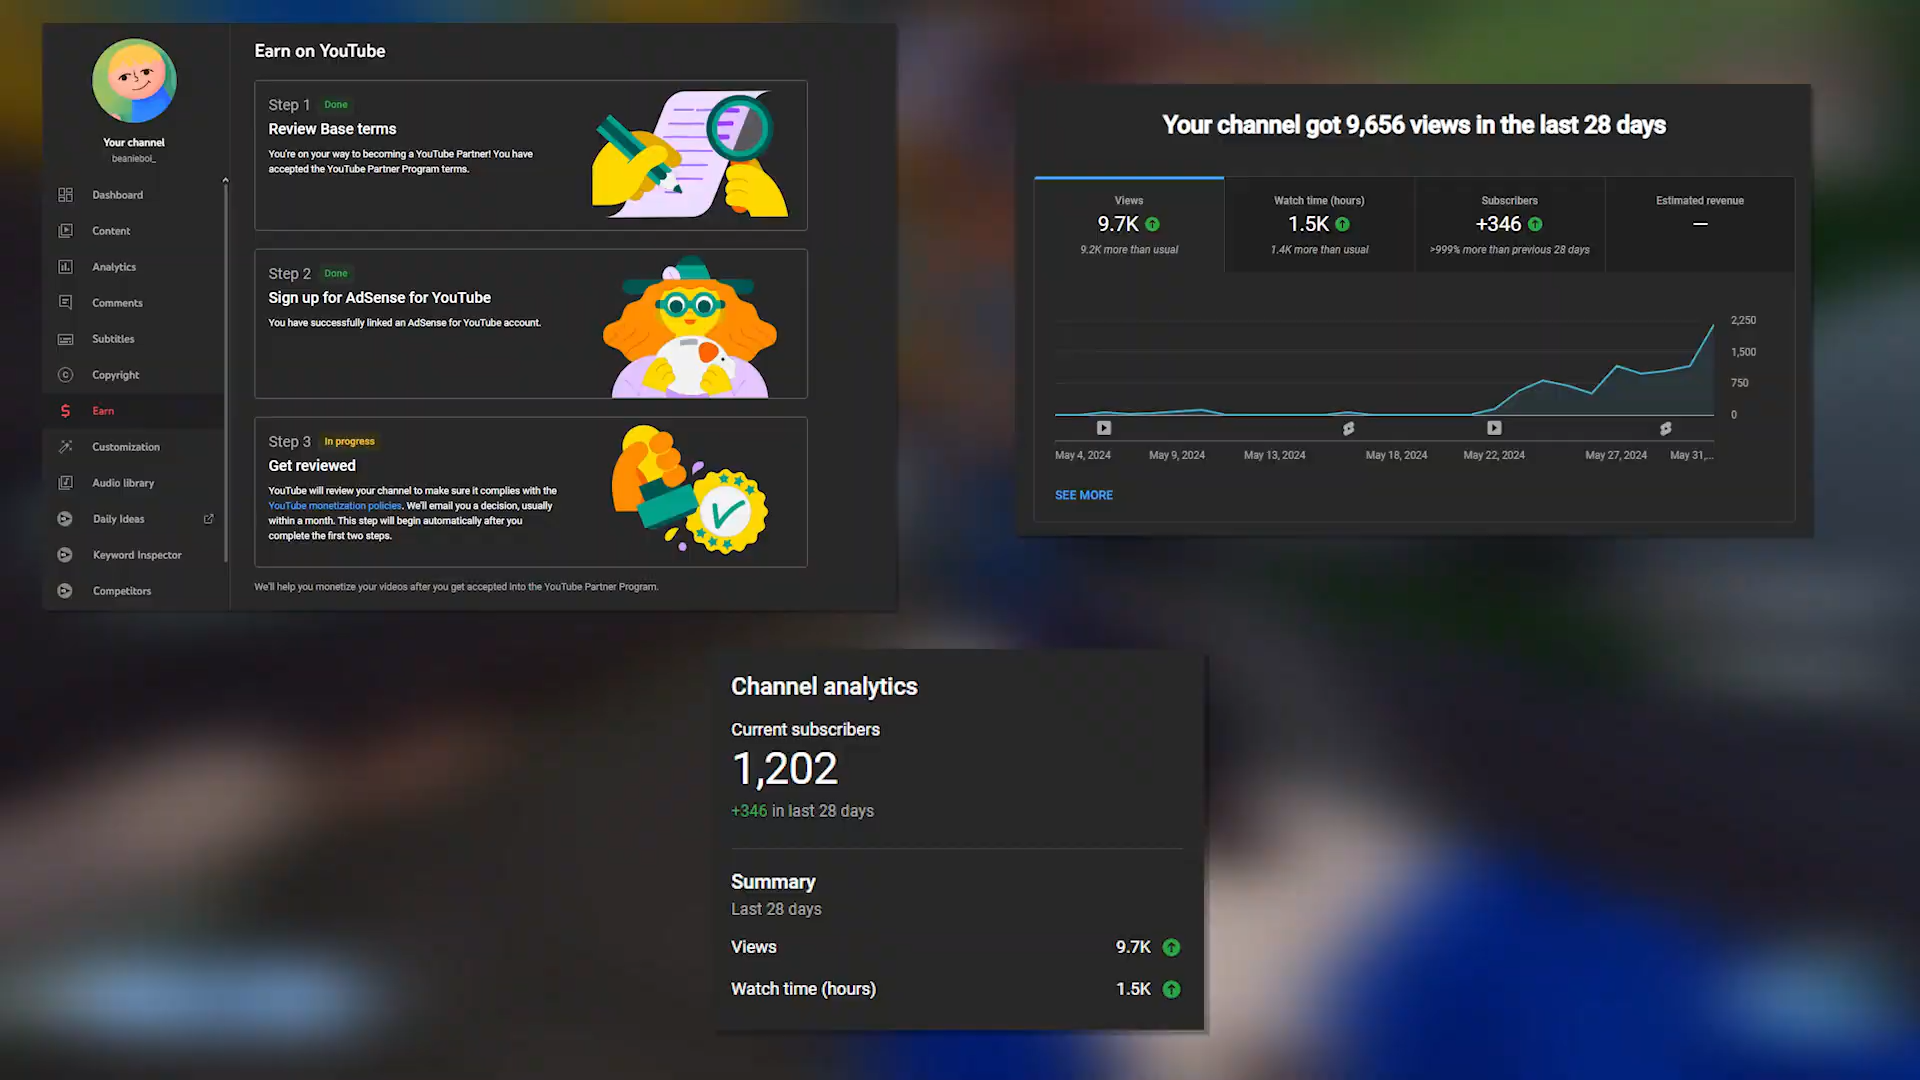 Earn on YouTube
Your channel
beanieboi_
Dashboard
Content
Analytics
Comments
Subtitles
Copyright
Earn
Customization
Audio library
Daily Ideas
Keyword Inspector
Competitors
Step 1 Done
Review Base terms
You're on your way to becoming a YouTube Partner! You have
accepted the YouTube Partner Program terms.
Step 2 Done
Sign up for AdSense for YouTube
You have successfully linked an AdSense for YouTube account.
Step 3 In progress
Get reviewed
YouTube will review your channel to make sure it complies with the
YouTube monetization policies. We'll email you a decision, usually
within a month. This step will begin automatically after you
complete the first two steps.
We'll help you monetize your videos after you get accepted into the YouTube Partner Program.
Your channel got 9,656 views in the last 28 days
Views
9.7K
9.2K more than usual
Watch time (hours)
1.5K
1.4K more than usual
Subscribers
+346
>999% more than previous 28 days
Estimated revenue
—
2,250
1,500
750
0
May 4, 2024 May 9, 2024 May 13, 2024 May 18, 2024 May 22, 2024 May 27, 2024 May 31,...
SEE MORE
Channel analytics
Current subscribers
1,202
+346 in last 28 days
Summary
Last 28 days
Views 9.7K
Watch time (hours) 1.5K